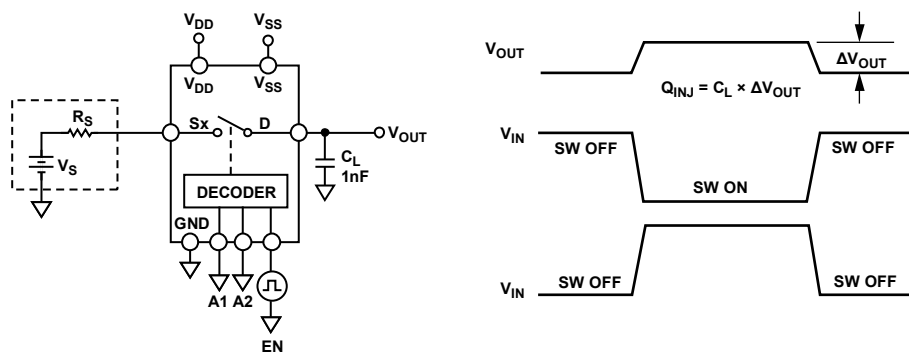 VDD
VSS
VDD
VSS
RS
VS
Sx
D
VOUT
CL
1nF
DECODER
GND
A1 A2
EN
VOUT
ΔVOUT
QINJ = CL × ΔVOUT
VIN
SW OFF
SW OFF
SW ON
VIN
SW OFF
SW OFF